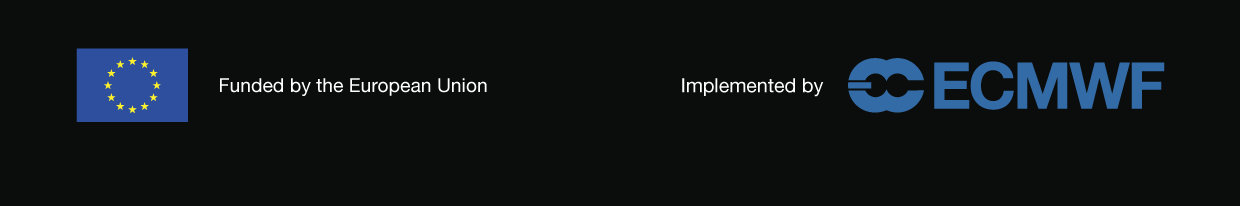 Funded by the European Union
Implemented by ECMWF